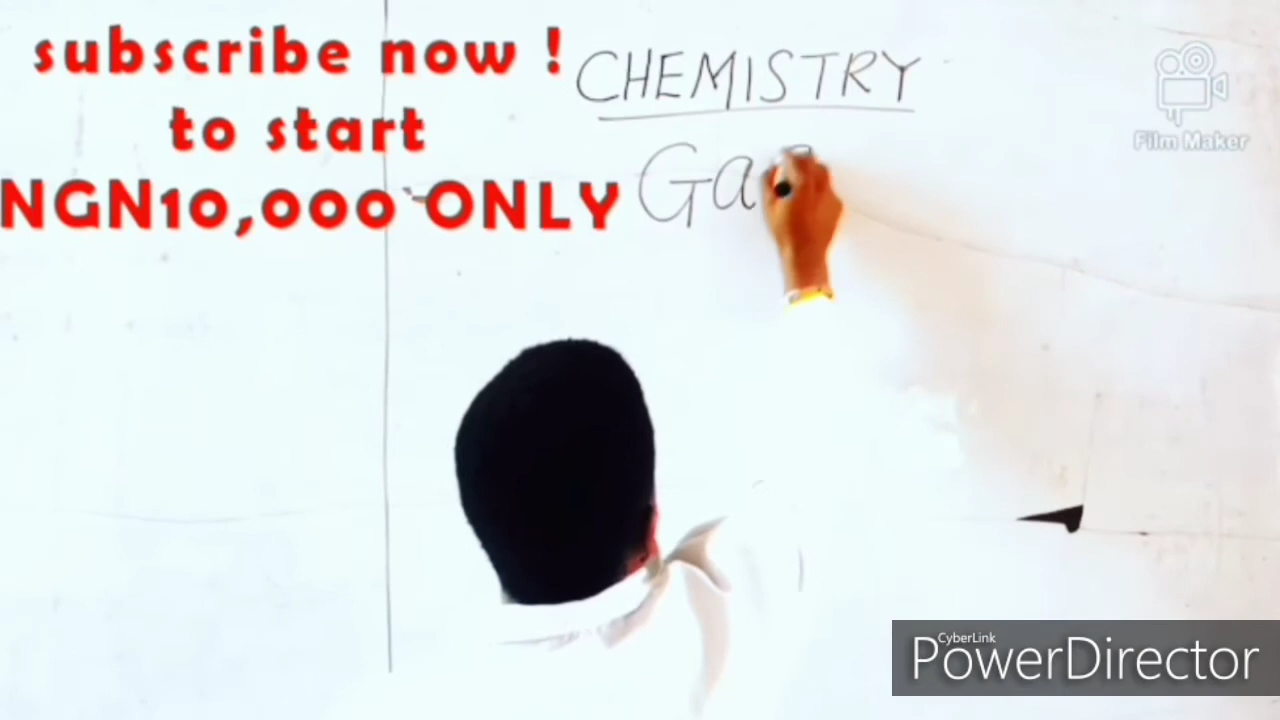 subscribe now !
to start
NGN10,000 ONLY
CHEMISTRY
Film Maker
CyberLink
PowerDirector